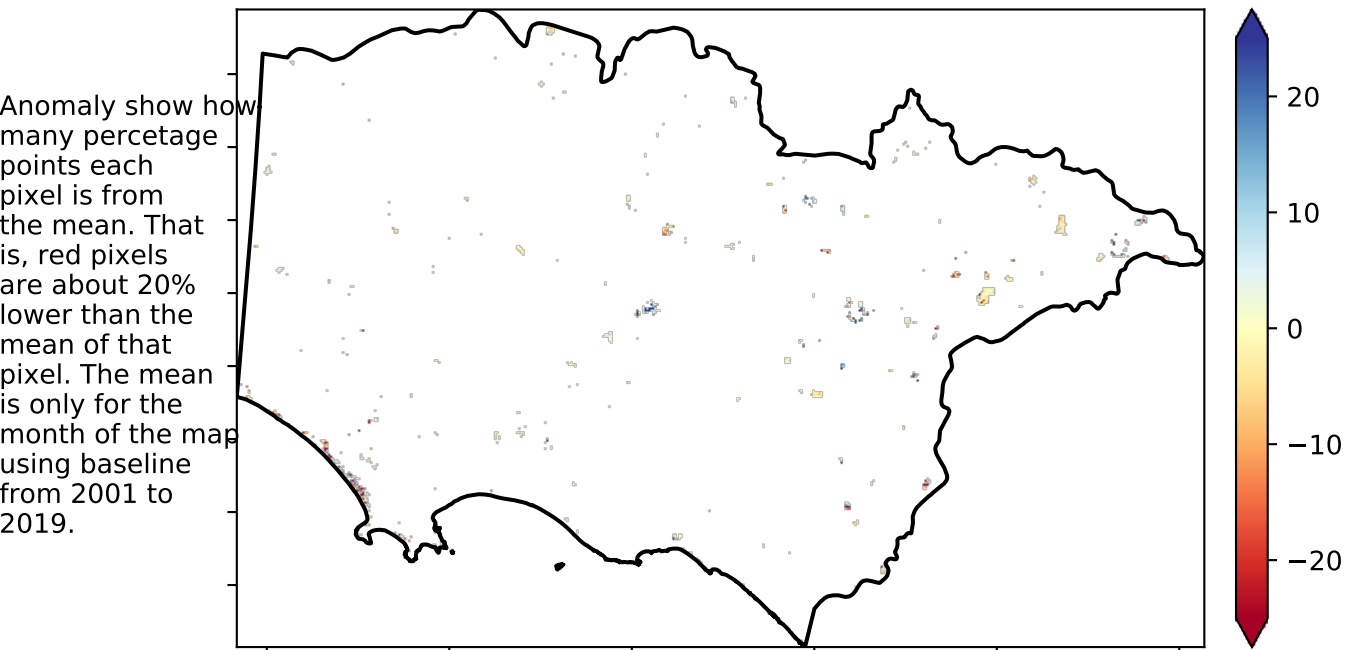 Anomaly show how
many percetage
points each
pixel is from
the mean. That
is, red pixels
are about 20%
lower than the
mean of that
pixel. The mean
is only for the
month of the map
using baseline
from 2001 to
2019.
20
10
0
−10
−20